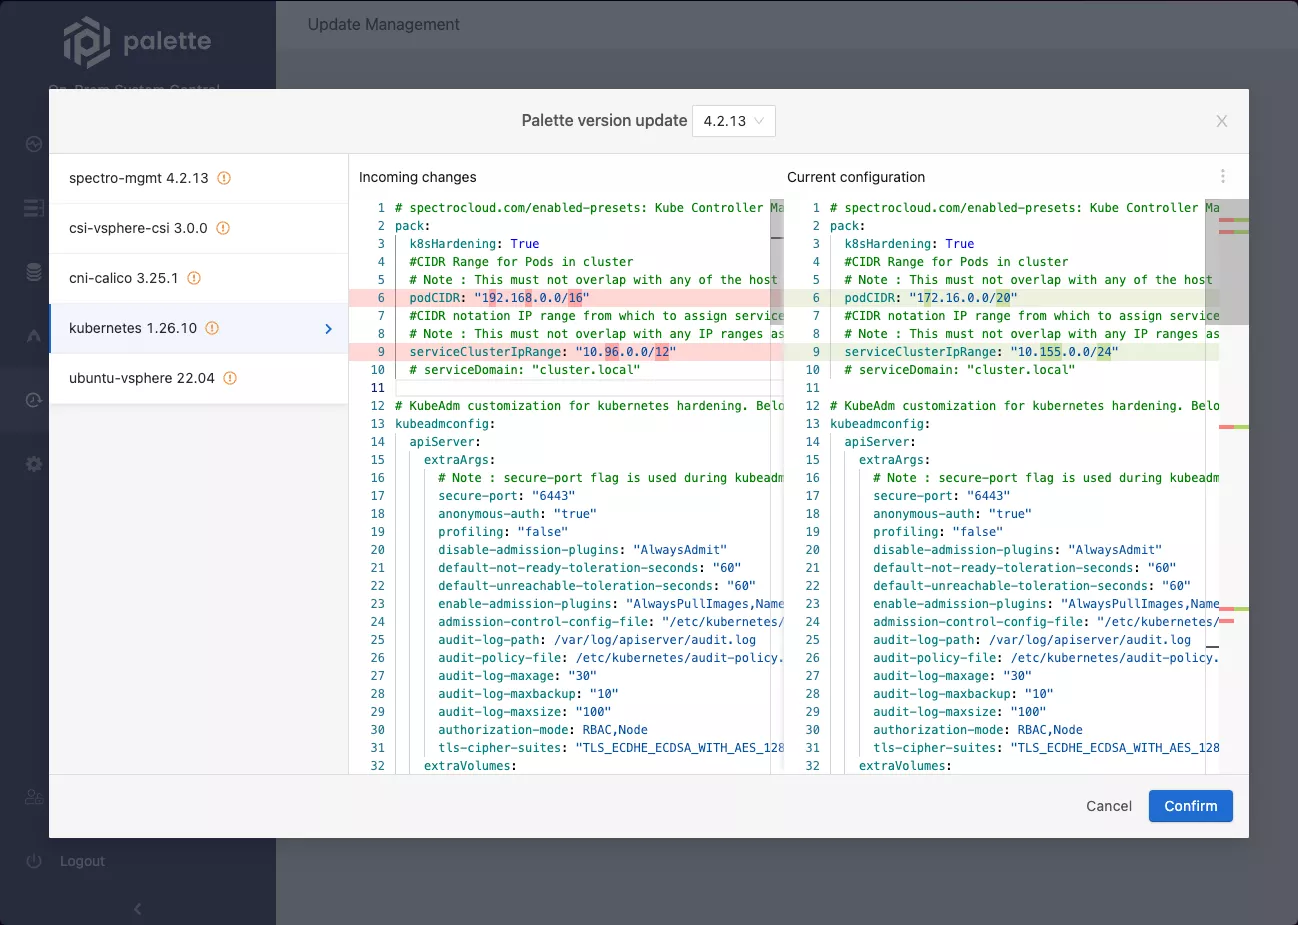 palette
Update Management
On-Prem System Control
Palette version update 4.2.13
spectro-mgmt 4.2.13
csi-vsphere-csi 3.0.0
cni-calico 3.25.1
kubernetes 1.26.10
ubuntu-vsphere 22.04
Incoming changes
1 # spectrocloud.com/enabled-presets: Kube Controller Ma
2 pack:
3 k8sHardening: True
4 #CIDR Range for Pods in cluster
5 # Note : This must not overlap with any of the host
6 podCIDR: "192.168.0.0/16"
7 #CIDR notation IP range from which to assign service
8 # Note : This must not overlap with any IP ranges as
9 serviceClusterIpRange: "10.96.0.0/12"
10 # serviceDomain: "cluster.local"
11
12 # KubeAdm customization for kubernetes hardening. Belo
13 kubeadmconfig:
14 apiServer:
15 extraArgs:
16 # Note : secure-port flag is used during kubeadm
17 secure-port: "6443"
18 anonymous-auth: "true"
19 profiling: "false"
20 disable-admission-plugins: "AlwaysAdmit"
21 default-not-ready-toleration-seconds: "60"
22 default-unreachable-toleration-seconds: "60"
23 enable-admission-plugins: "AlwaysPullImages,Name
24 admission-control-config-file: "/etc/kubernetes/
25 audit-log-path: /var/log/apiserver/audit.log
26 audit-policy-file: /etc/kubernetes/audit-policy.
27 audit-log-maxage: "30"
28 audit-log-maxbackup: "10"
29 audit-log-maxsize: "100"
30 authorization-mode: RBAC,Node
31 tls-cipher-suites: "TLS_ECDHE_ECDSA_WITH_AES_128
32 extraVolumes:
Current configuration
1 # spectrocloud.com/enabled-presets: Kube Controller Ma
2 pack:
3 k8sHardening: True
4 #CIDR Range for Pods in cluster
5 # Note : This must not overlap with any of the host
6 podCIDR: "172.16.0.0/20"
7 #CIDR notation IP range from which to assign service
8 # Note : This must not overlap with any IP ranges as
9 serviceClusterIpRange: "10.155.0.0/24"
10 # serviceDomain: "cluster.local"
11
12 # KubeAdm customization for kubernetes hardening. Belo
13 kubeadmconfig:
14 apiServer:
15 extraArgs:
16 # Note : secure-port flag is used during kubeadm
17 secure-port: "6443"
18 anonymous-auth: "true"
19 profiling: "false"
20 disable-admission-plugins: "AlwaysAdmit"
21 default-not-ready-toleration-seconds: "60"
22 default-unreachable-toleration-seconds: "60"
23 enable-admission-plugins: "AlwaysPullImages,Name
24 admission-control-config-file: "/etc/kubernetes/
25 audit-log-path: /var/log/apiserver/audit.log
26 audit-policy-file: /etc/kubernetes/audit-policy.
27 audit-log-maxage: "30"
28 audit-log-maxbackup: "10"
29 audit-log-maxsize: "100"
30 authorization-mode: RBAC,Node
31 tls-cipher-suites: "TLS_ECDHE_ECDSA_WITH_AES_128
32 extraVolumes:
Cancel
Confirm
Logout